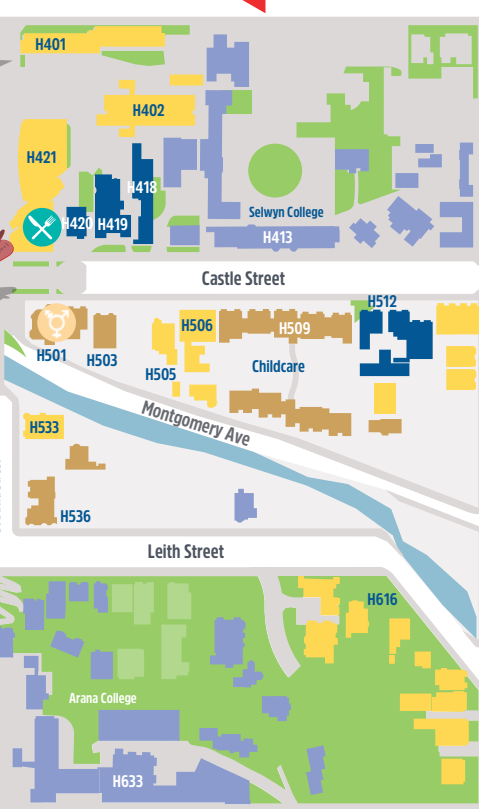 H401
H402
H421
H418
H420
H419
Selwyn College
H413
Castle Street
H512
H506
H509
H501
H503
H505
Childcare
Montgomery Ave
H533
H536
Leith Street
H616
Arana College
H633